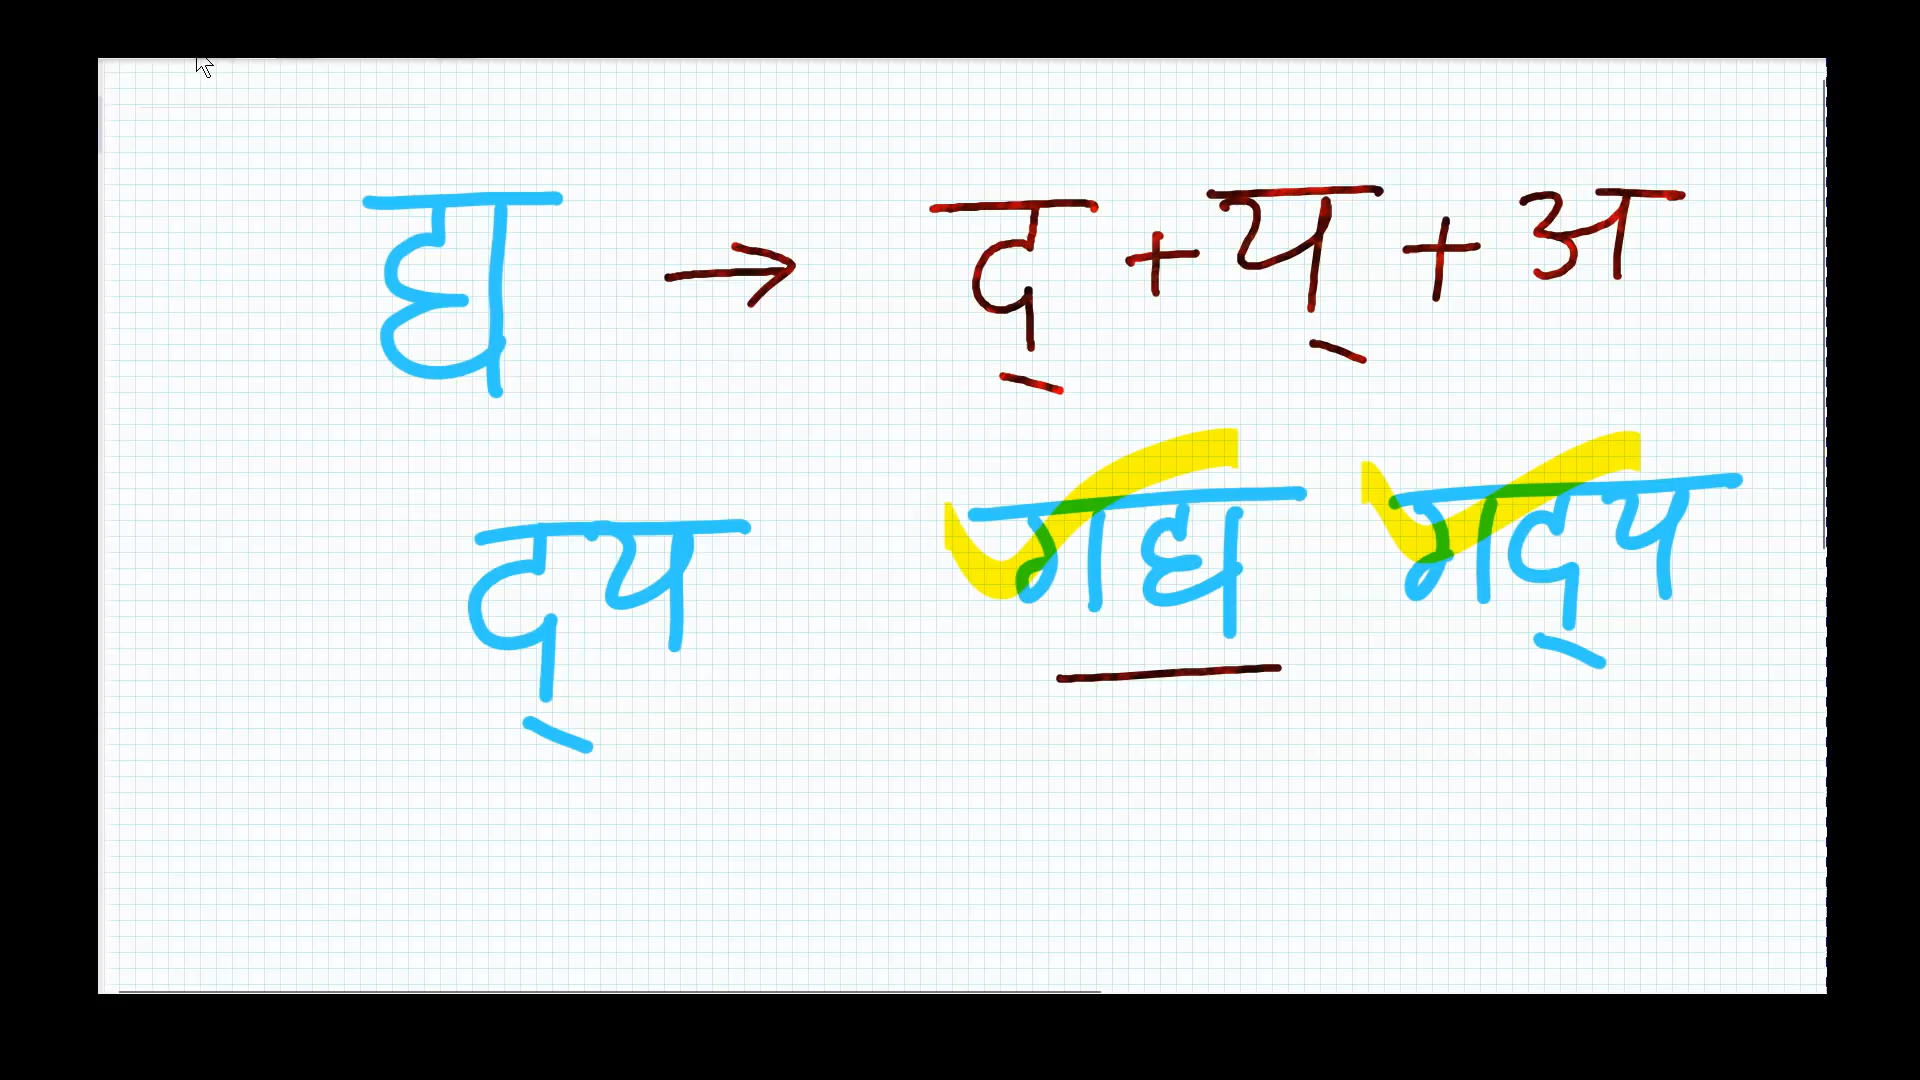 द्य → द् + य् + अ
द्‌य गद्य गद्‌य